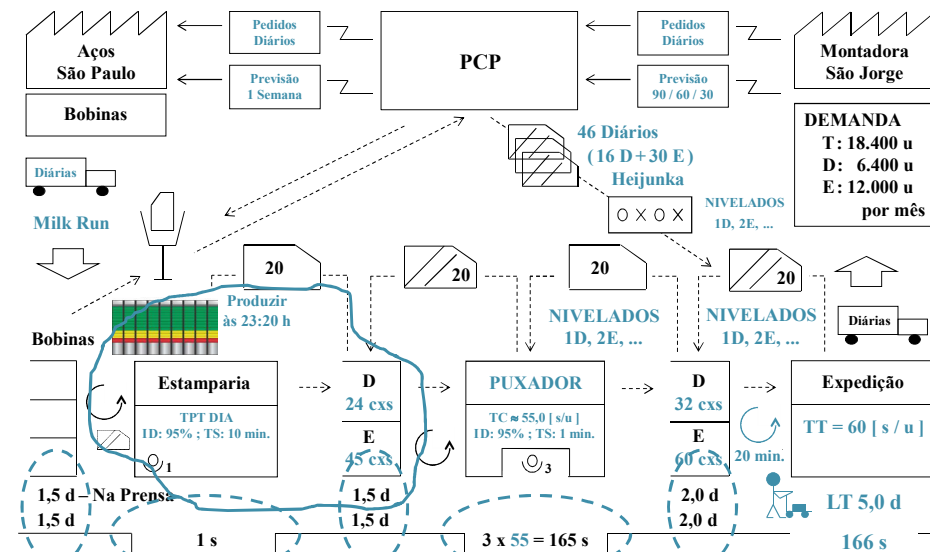 Aços
São Paulo
Bobinas
Pedidos
Diários
Previsão
1 Semana
PCP
Pedidos
Diários
Previsão
90 / 60 / 30
Montadora
São Jorge
DEMANDA
T: 18.400 u
D: 6.400 u
E: 12.000 u
por mês
Diárias
Milk Run
46 Diários
( 16 D + 30 E )
Heijunka
O X O X
NIVELADOS
1D, 2E, ...
20
Produzir
às 23:20 h
20
20
NIVELADOS
1D, 2E, ...
20
NIVELADOS
1D, 2E, ...
Diárias
Bobinas
Estamparia
TPT DIA
ID: 95% ; TS: 10 min.
1
D
24 cxs
E
45 cxs
PUXADOR
TC ≈ 55,0 [ s/u ]
ID: 95% ; TS: 1 min.
3
D
32 cxs
E
60 cxs
20 min.
Expedição
TT = 60 [ s / u ]
1,5 d – Na Prensa
1,5 d
1,5 d
1,5 d
2,0 d
2,0 d
LT 5,0 d
1 s
3 x 55 = 165 s
166 s